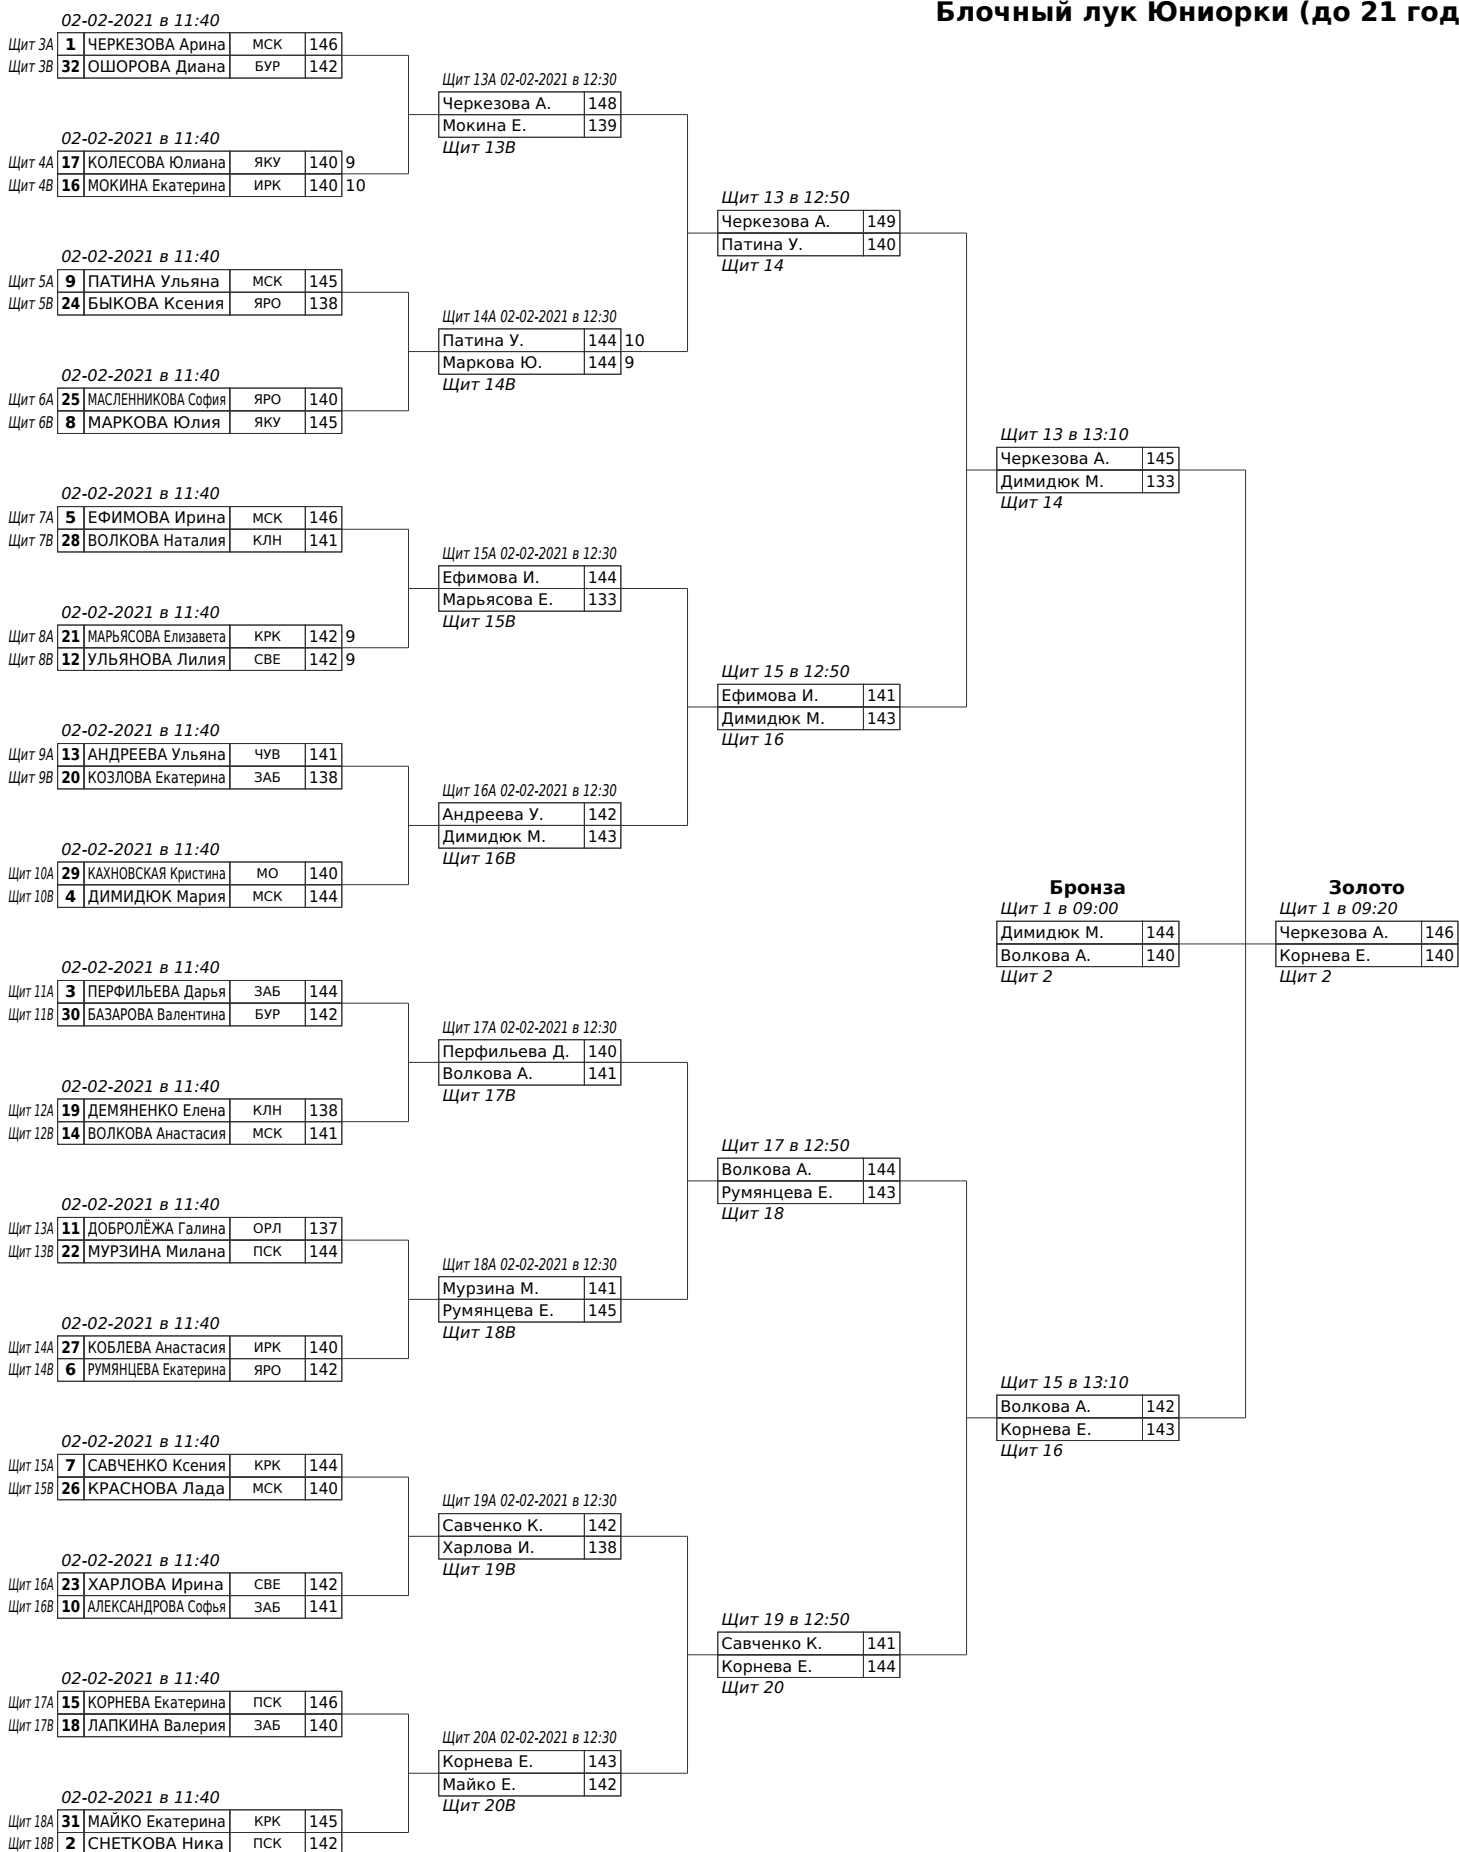 Блочный лук Юниорки (до 21 год
02-02-2021 в 11:40
Щит 3A 1 ЧЕРКЕЗОВА Арина МСК 146
Щит 3B 32 ОШОРОВА Диана БУР 142
02-02-2021 в 11:40
Щит 4A 17 КОЛЕСОВА Юлиана ЯКУ 140 9
Щит 4B 16 МОКИНА Екатерина ИРК 140 10
02-02-2021 в 11:40
Щит 5A 9 ПАТИНА Ульяна МСК 145
Щит 5B 24 БЫКОВА Ксения ЯРО 138
02-02-2021 в 11:40
Щит 6A 25 МАСЛЕННИКОВА София ЯРО 140
Щит 6B 8 МАРКОВА Юлия ЯКУ 145
02-02-2021 в 11:40
Щит 7A 5 ЕФИМОВА Ирина МСК 146
Щит 7B 28 ВОЛКОВА Наталия КЛН 141
02-02-2021 в 11:40
Щит 8A 21 МАРЬЯСОВА Елизавета КРК 142 9
Щит 8B 12 УЛЬЯНОВА Лилия СВЕ 142 9
02-02-2021 в 11:40
Щит 9A 13 АНДРЕЕВА Ульяна ЧУВ 141
Щит 9B 20 КОЗЛОВА Екатерина ЗАБ 138
02-02-2021 в 11:40
Щит 10A 29 КАХНОВСКАЯ Кристина МО 140
Щит 10B 4 ДИМИДЮК Мария МСК 144
02-02-2021 в 11:40
Щит 11A 3 ПЕРФИЛЬЕВА Дарья ЗАБ 144
Щит 11B 30 БАЗАРОВА Валентина БУР 142
02-02-2021 в 11:40
Щит 12A 19 ДЕМЯНЕНКО Елена КЛН 138
Щит 12B 14 ВОЛКОВА Анастасия МСК 141
02-02-2021 в 11:40
Щит 13A 11 ДОБРОЛЁЖА Галина ОРЛ 137
Щит 13B 22 МУРЗИНА Милана ПСК 144
02-02-2021 в 11:40
Щит 14A 27 КОБЛЕВА Анастасия ИРК 140
Щит 14B 6 РУМЯНЦЕВА Екатерина ЯРО 142
02-02-2021 в 11:40
Щит 15A 7 САВЧЕНКО Ксения КРК 144
Щит 15B 26 КРАСНОВА Лада МСК 140
02-02-2021 в 11:40
Щит 16A 23 ХАРЛОВА Ирина СВЕ 142
Щит 16B 10 АЛЕКСАНДРОВА Софья ЗАБ 141
02-02-2021 в 11:40
Щит 17A 15 КОРНЕВА Екатерина ПСК 146
Щит 17B 18 ЛАПКИНА Валерия ЗАБ 140
02-02-2021 в 11:40
Щит 18A 31 МАЙКО Екатерина КРК 145
Щит 18B 2 СНЕТКОВА Ника ПСК 142
Щит 13A 02-02-2021 в 12:30
Черкезова А. 148
Мокина Е. 139
Щит 13B
Щит 14A 02-02-2021 в 12:30
Патина У. 144 10
Маркова Ю. 144 9
Щит 14B
Щит 15A 02-02-2021 в 12:30
Ефимова И. 144
Марьясова Е. 133
Щит 15B
Щит 16A 02-02-2021 в 12:30
Андреева У. 142
Димидюк М. 143
Щит 16B
Щит 17A 02-02-2021 в 12:30
Перфильева Д. 140
Волкова А. 141
Щит 17B
Щит 18A 02-02-2021 в 12:30
Мурзина М. 141
Румянцева Е. 145
Щит 18B
Щит 19A 02-02-2021 в 12:30
Савченко К. 142
Харлова И. 138
Щит 19B
Щит 20A 02-02-2021 в 12:30
Корнева Е. 143
Майко Е. 142
Щит 20B
Щит 13 в 12:50
Черкезова А. 149
Патина У. 140
Щит 14
Щит 15 в 12:50
Ефимова И. 141
Димидюк М. 143
Щит 16
Щит 17 в 12:50
Волкова А. 144
Румянцева Е. 143
Щит 18
Щит 19 в 12:50
Савченко К. 141
Корнева Е. 144
Щит 20
Щит 13 в 13:10
Черкезова А. 145
Димидюк М. 133
Щит 14
Бронза
Щит 1 в 09:00
Димидюк М. 144
Волкова А. 140
Щит 2
Щит 15 в 13:10
Волкова А. 142
Корнева Е. 143
Щит 16
Золото
Щит 1 в 09:20
Черкезова А. 146
Корнева Е. 140
Щит 2